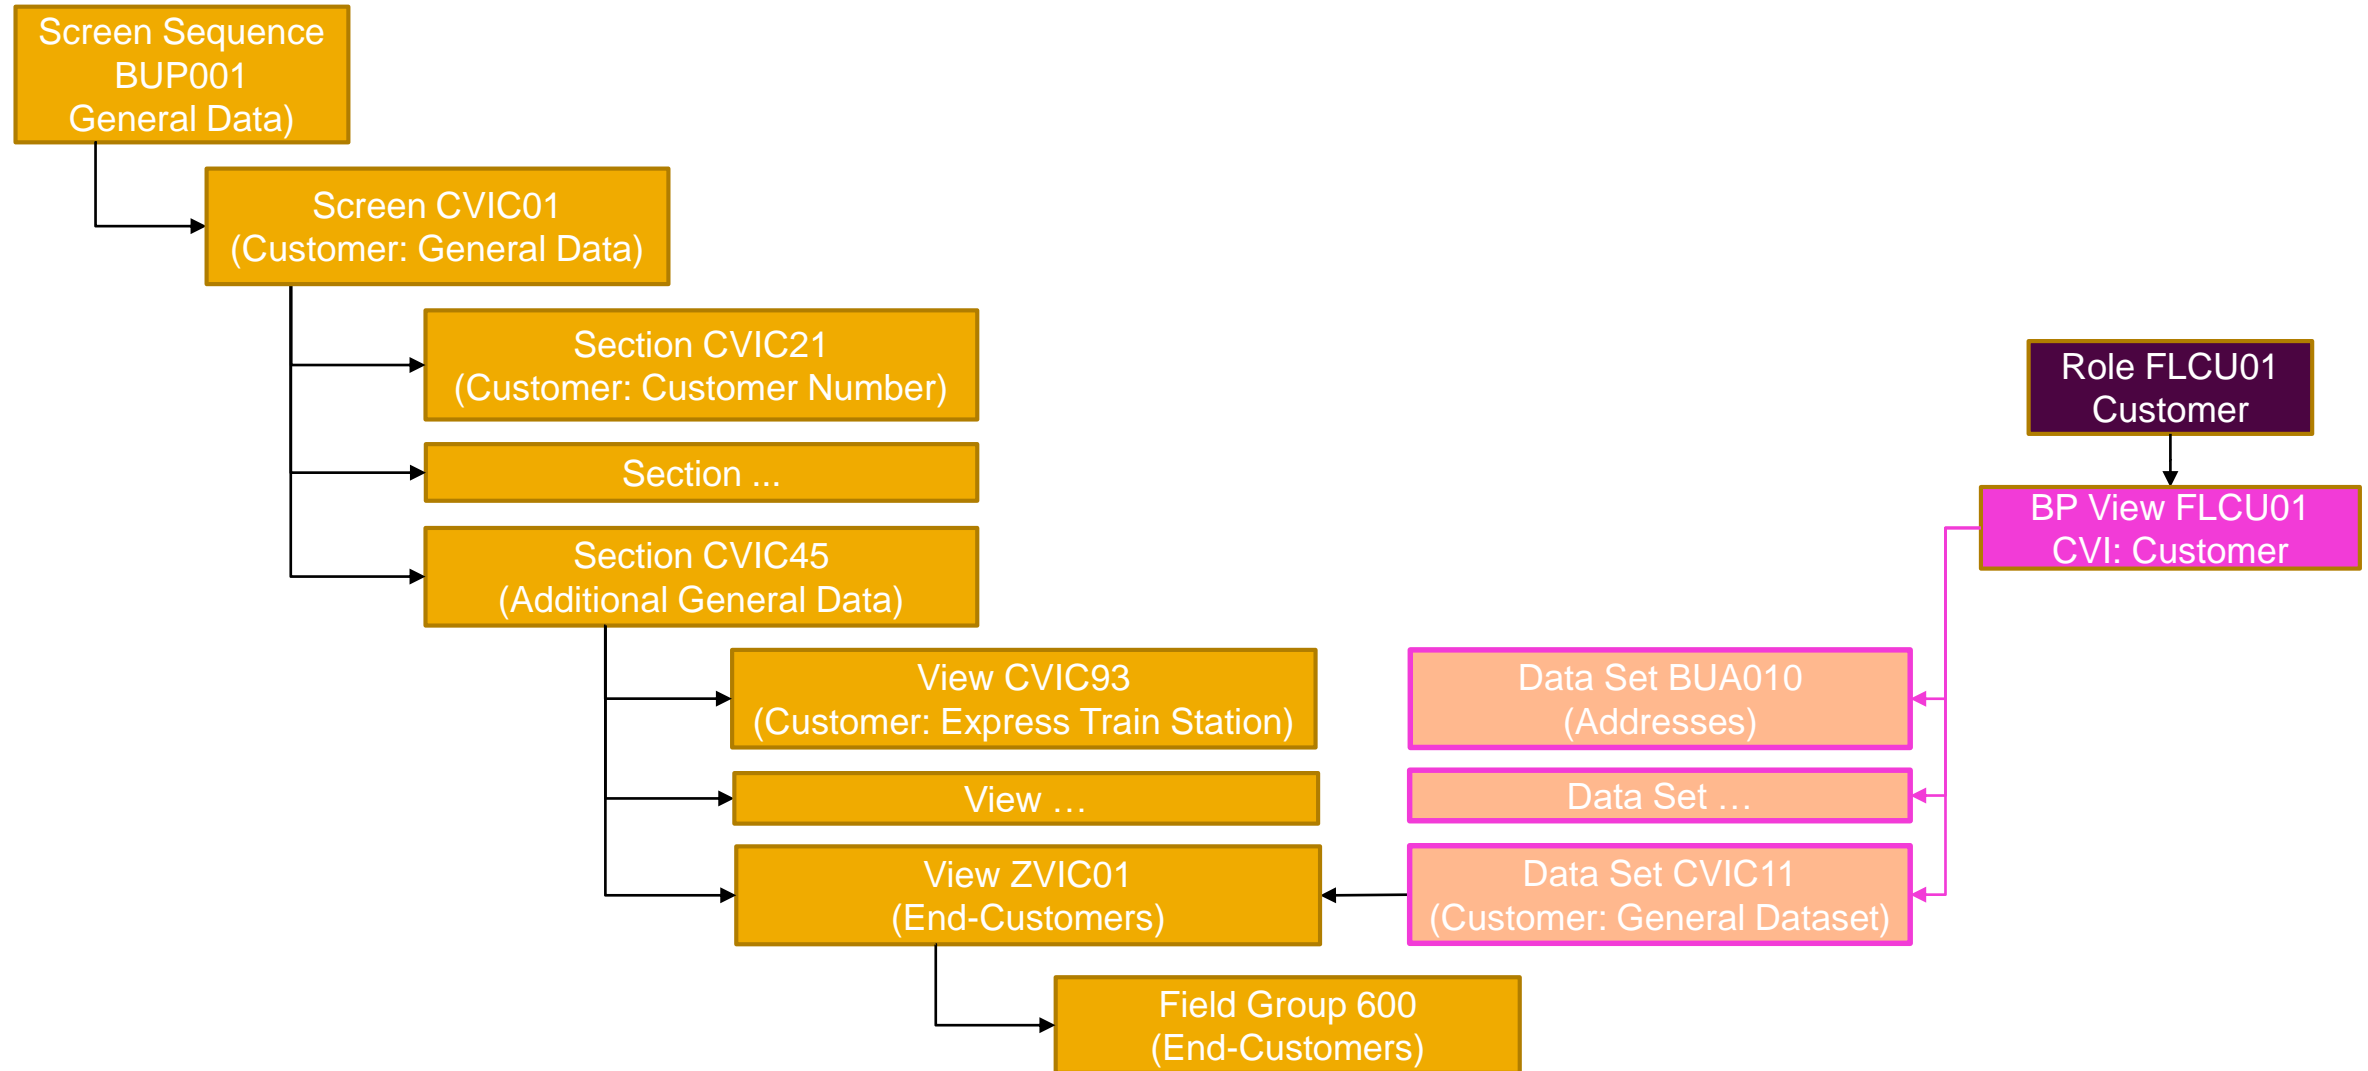 Screen Sequence
BUP001
General Data)
Screen CVIC01
(Customer: General Data)
Section CVIC21
(Customer: Customer Number)
Section ...
Section CVIC45
(Additional General Data)
View CVIC93
(Customer: Express Train Station)
View …
View ZVIC01
(End-Customers)
Field Group 600
(End-Customers)
Role FLCU01
Customer
BP View FLCU01
CVI: Customer
Data Set BUA010
(Addresses)
Data Set …
Data Set CVIC11
(Customer: General Dataset)